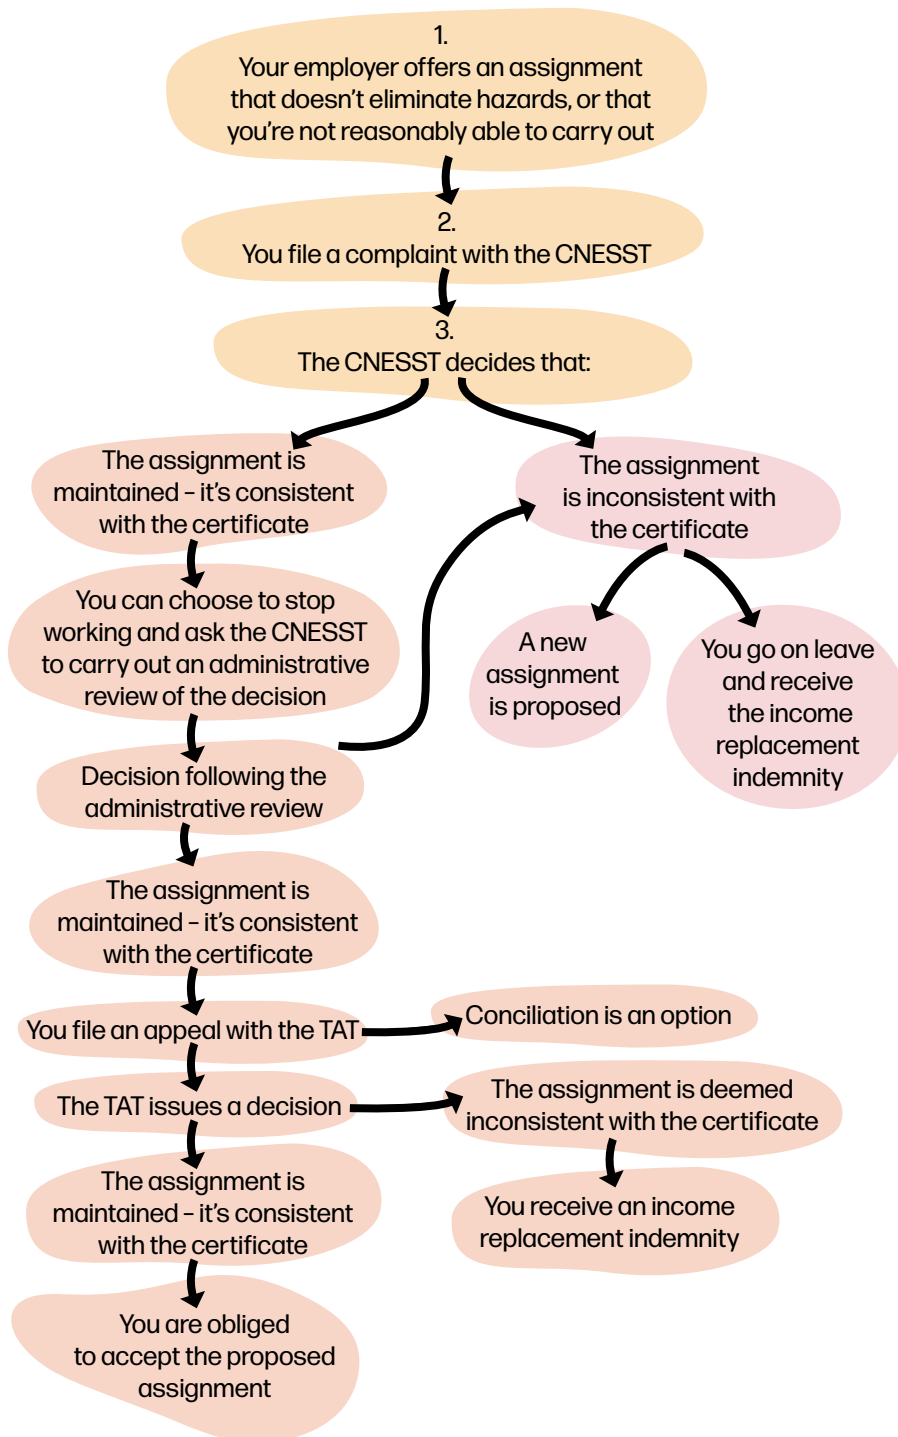 1.
Your employer offers an assignment
that doesn't eliminate hazards, or that
you're not reasonably able to carry out
2.
You file a complaint with the CNESST
3.
The CNESST decides that:
The assignment is
maintained – it's consistent
with the certificate
The assignment
is inconsistent with
the certificate
You can choose to stop
working and ask the CNESST
to carry out an administrative
review of the decision
A new
assignment
is proposed
You go on leave
and receive
the income
replacement
indemnity
Decision following the
administrative review
The assignment is
maintained – it's consistent
with the certificate
You file an appeal with the TAT
Conciliation is an option
The TAT issues a decision
The assignment is deemed
inconsistent with the certificate
The assignment is
maintained – it's consistent
with the certificate
You receive an income
replacement indemnity
You are obliged
to accept the proposed
assignment